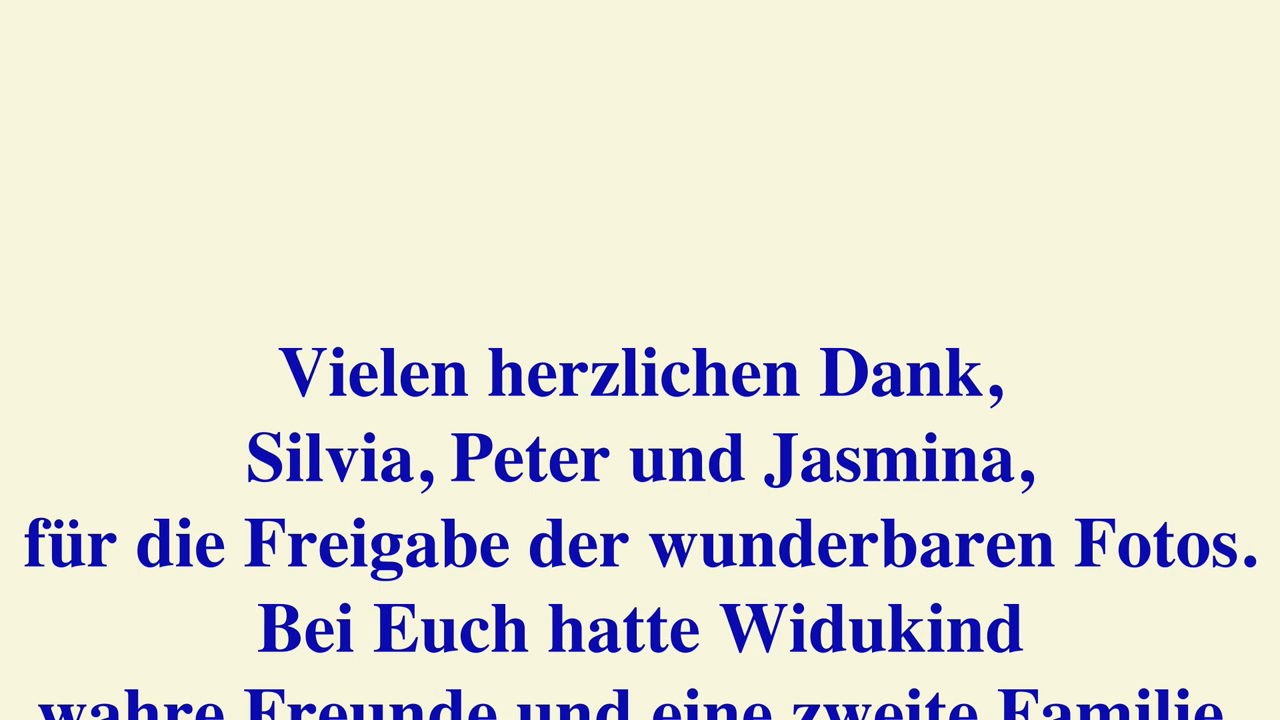 Vielen herzlichen Dank,
Silvia, Peter und Jasmina,
für die Freigabe der wunderbaren Fotos.
Bei Euch hatte Widukind
wahre Freunde und eine zweite Familie